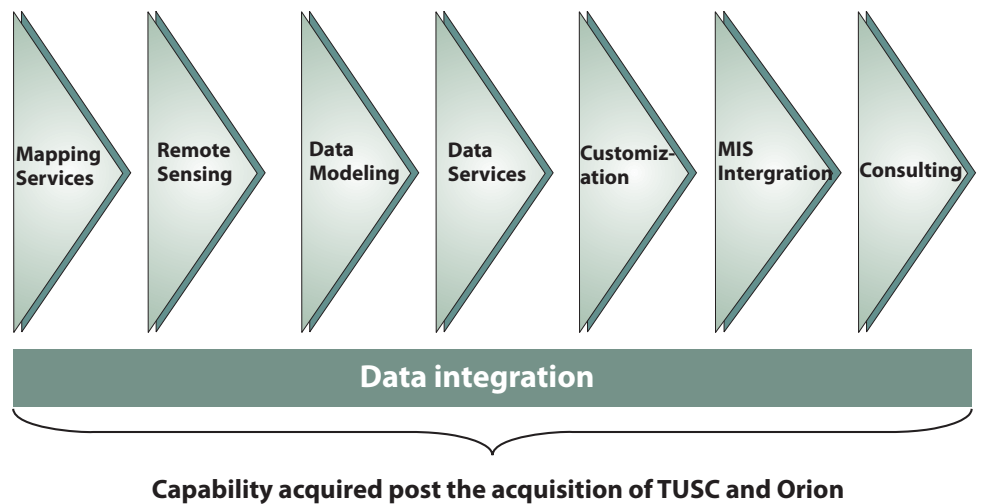 Mapping
Services
Remote
Sensing
Data
Modeling
Data
Services
Customiz-
ation
MIS
Intergration
Consulting
Data integration
Capability acquired post the acquisition of TUSC and Orion